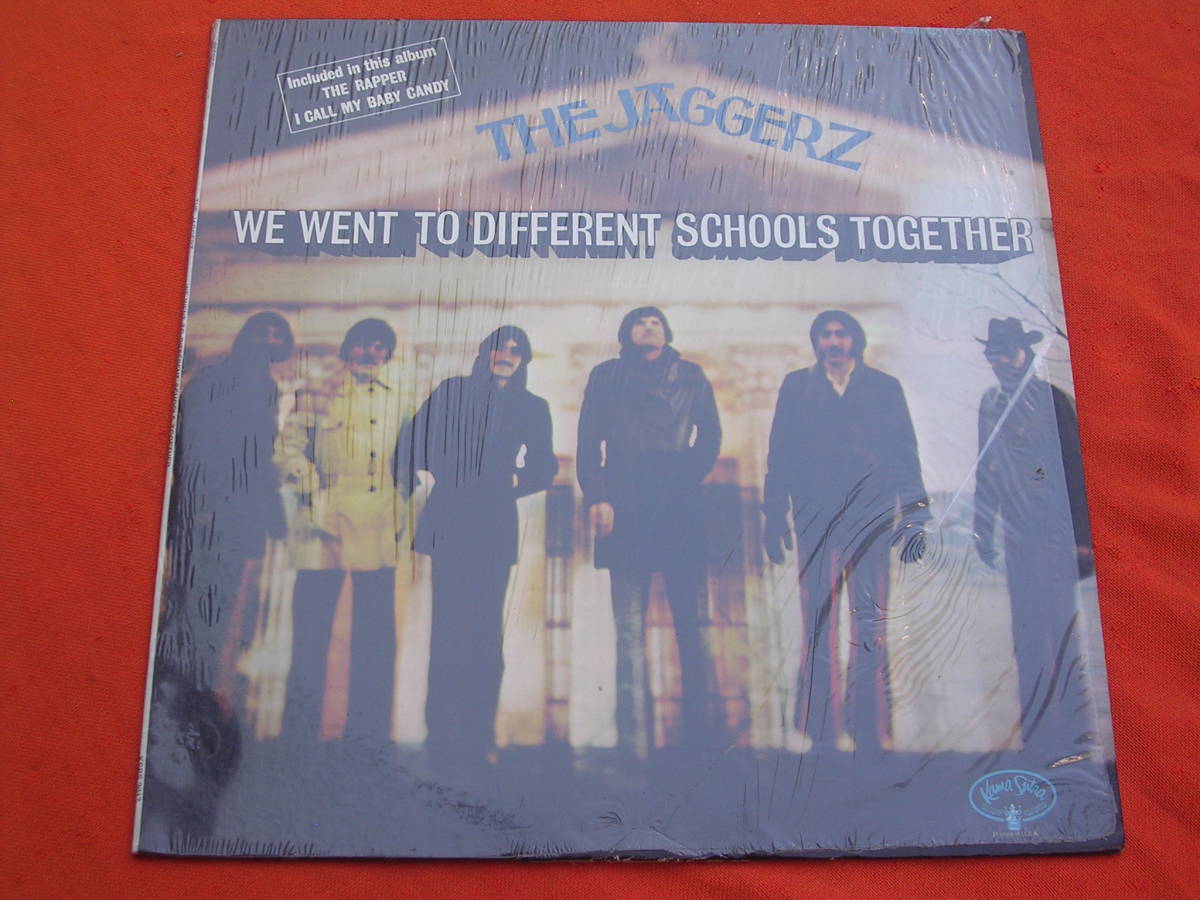 Included in this album
THE RAPPER
I CALL MY BABY CANDY
THE JAGGERZ
WE WENT TO DIFFERENT SCHOOLS TOGETHER
Kama Sutra